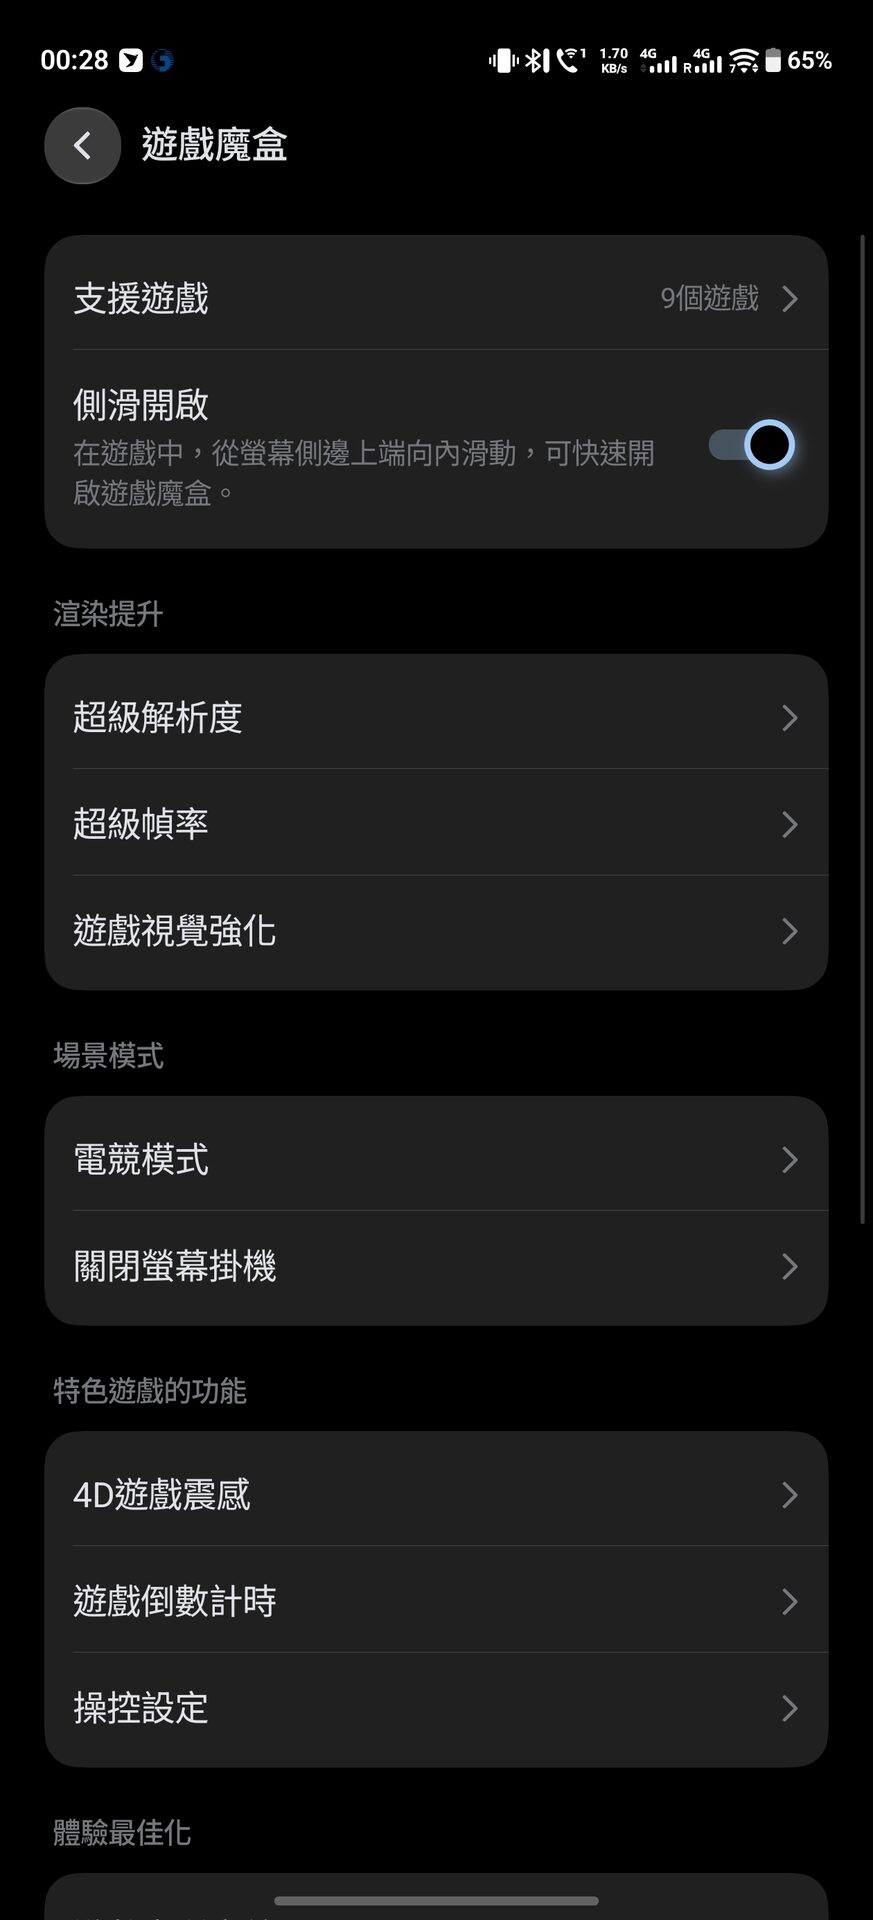 00:28
1
1.70
KB/s
4G
4G
R
7
65%
遊戲魔盒
支援遊戲
9個遊戲
側滑開啟
在遊戲中，從螢幕側邊上端向內滑動，可快速開
啟遊戲魔盒。
渲染提升
超級解析度
超級幀率
遊戲視覺強化
場景模式
電競模式
關閉螢幕掛機
特色遊戲的功能
4D遊戲震感
遊戲倒數計時
操控設定
體驗最佳化